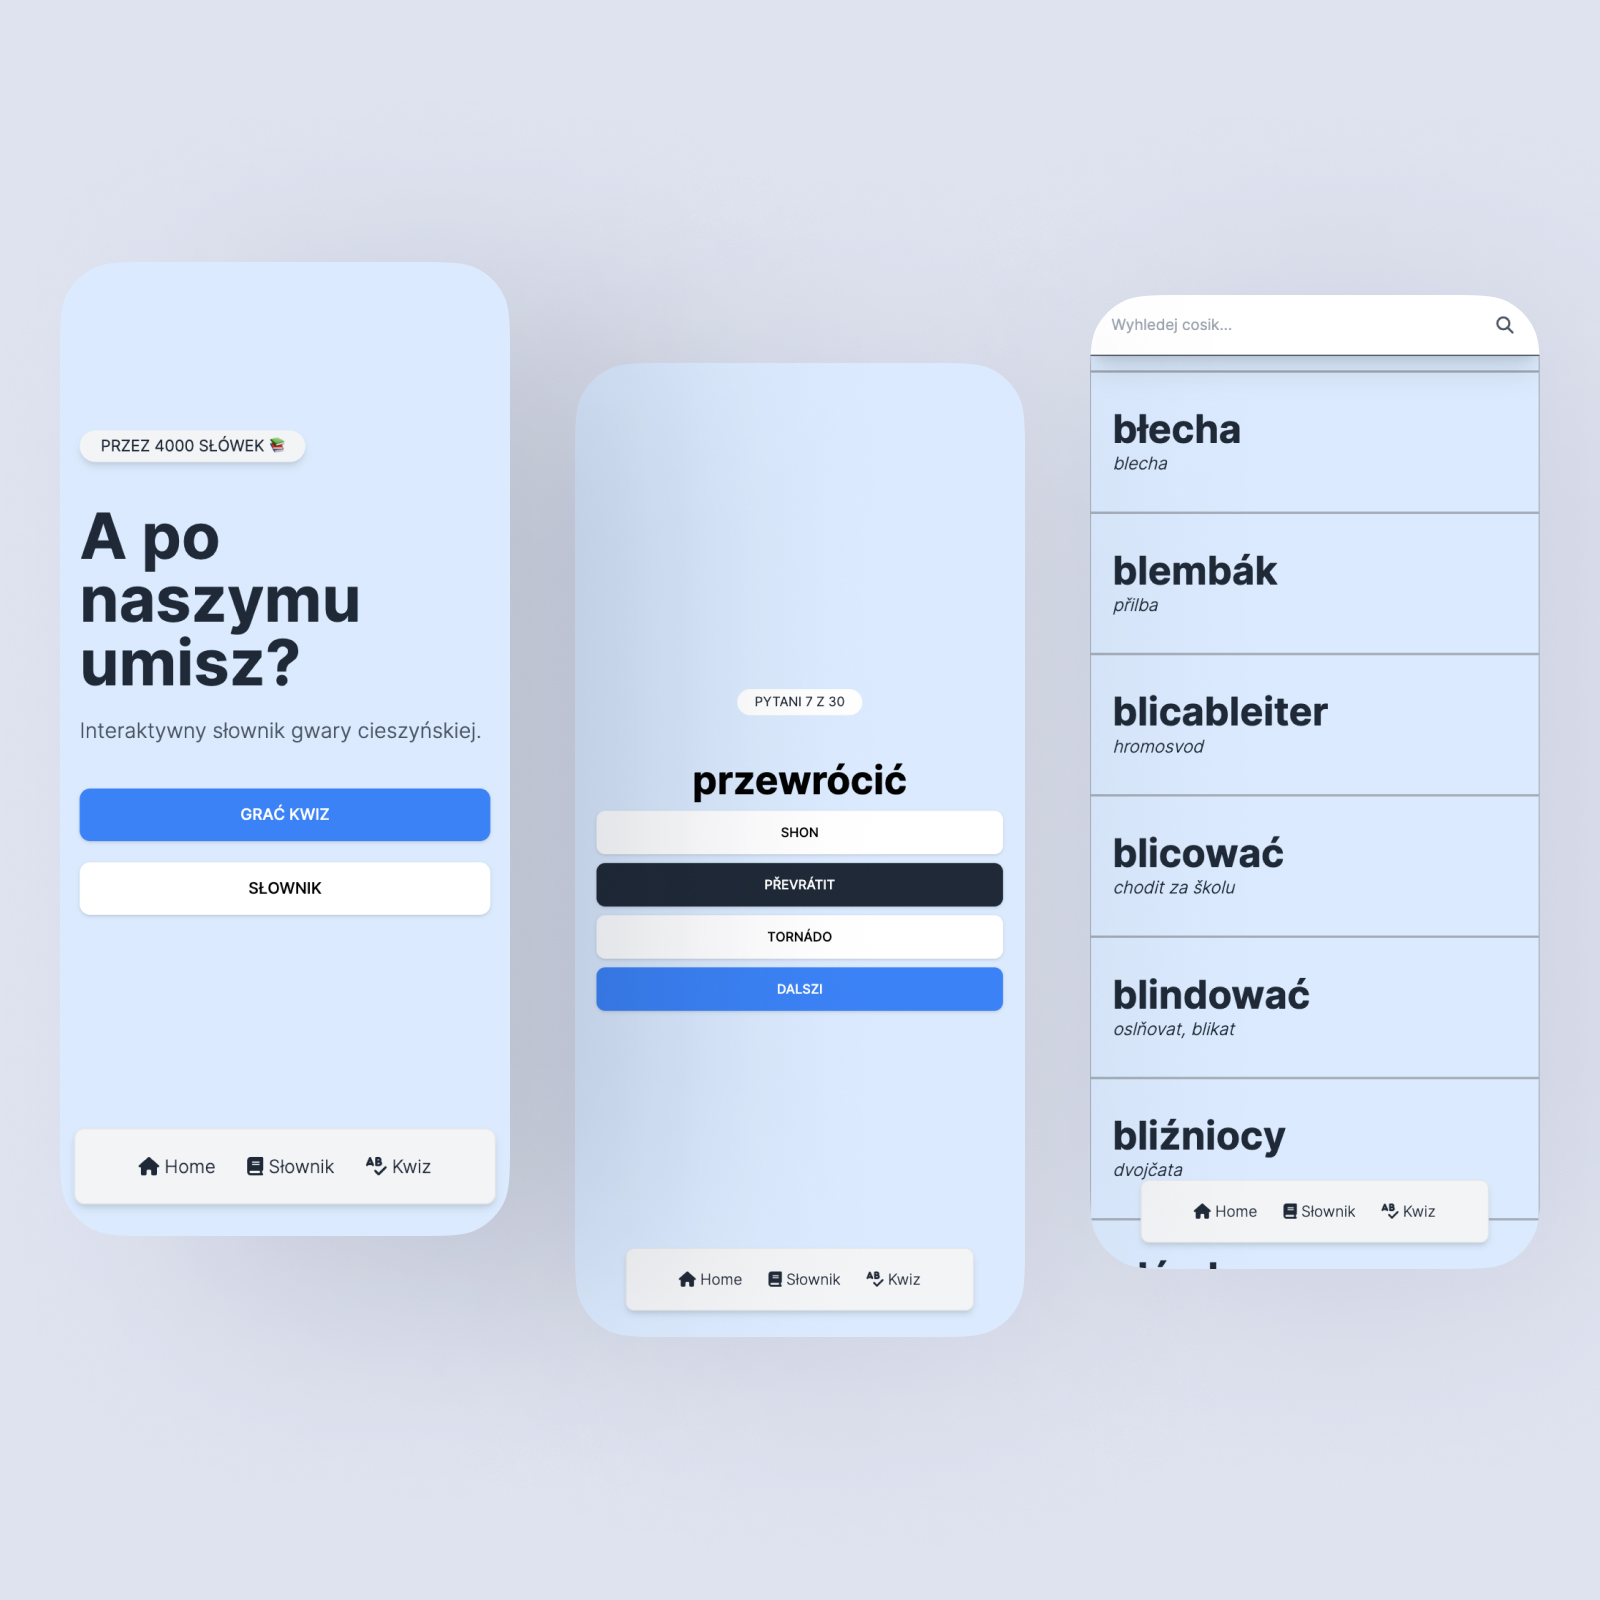 PRZEZ 4000 SŁÓWEK
A po
naszymu
umisz?
Interaktywny słownik gwary cieszyńskiej.
GRAĆ KWIZ
SŁOWNIK
Home Słownik Kwiz
PYTANI 7 Z 30
przewrócić
SHON
PŘEVRÁTIT
TORNÁDO
DALSZI
Home Słownik Kwiz
Wyhledej cosik...
błecha
blecha
blembák
přilba
blicableiter
hromosvod
blicować
chodit za školu
blindować
oslňovat, blikat
bliźniocy
dvojčata
Home Słownik Kwiz